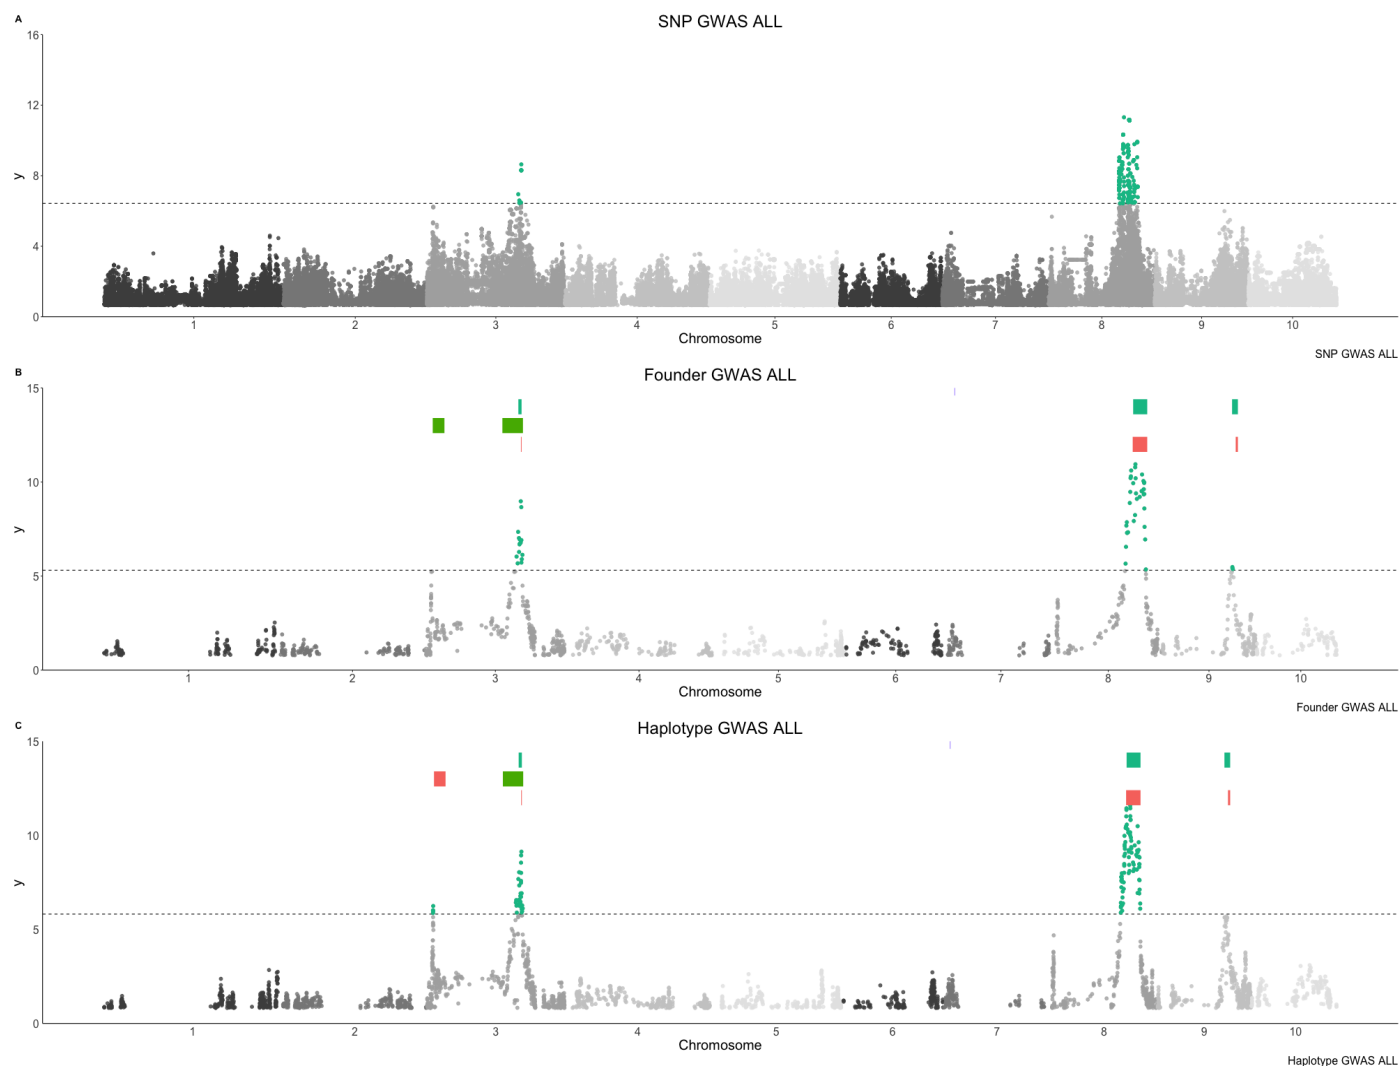 A
SNP GWAS ALL
16
12
8
4
0
y
1 2 3 4 5 6 7 8 9 10
Chromosome
SNP GWAS ALL
B
Founder GWAS ALL
15
10
5
0
y
1 2 3 4 5 6 7 8 9 10
Chromosome
Founder GWAS ALL
C
Haplotype GWAS ALL
15
10
5
0
y
1 2 3 4 5 6 7 8 9 10
Chromosome
Haplotype GWAS ALL